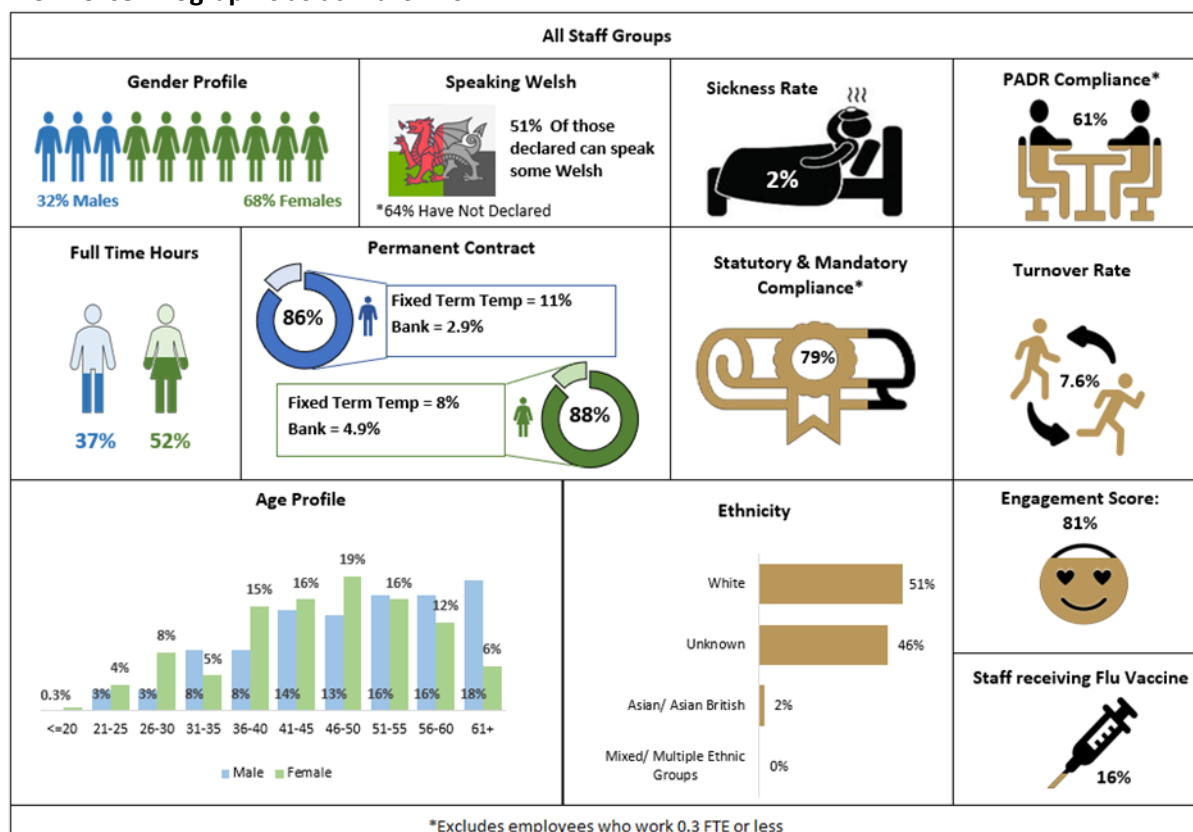 All Staff Groups
Gender Profile
32% Males
68% Females
Speaking Welsh
51% Of those
declared can speak
some Welsh
*64% Have Not Declared
Sickness Rate
2%
PADR Compliance*
61%
Full Time Hours
37%
52%
Permanent Contract
86%
Fixed Term Temp = 11%
Bank = 2.9%
Fixed Term Temp = 8%
Bank = 4.9%
88%
Statutory & Mandatory
Compliance*
79%
Turnover Rate
7.6%
Age Profile
0.3%
3%
4%
3%
8%
8%
5%
8%
15%
14%
16%
13%
19%
16%
16%
16%
12%
18%
6%
<=20 21-25 26-30 31-35 36-40 41-45 46-50 51-55 56-60 61+
Male Female
Ethnicity
White
51%
Unknown
46%
Asian/ Asian British
2%
Mixed/ Multiple Ethnic
Groups
0%
Engagement Score:
81%
Staff receiving Flu Vaccine
16%
*Excludes employees who work 0.3 FTE or less